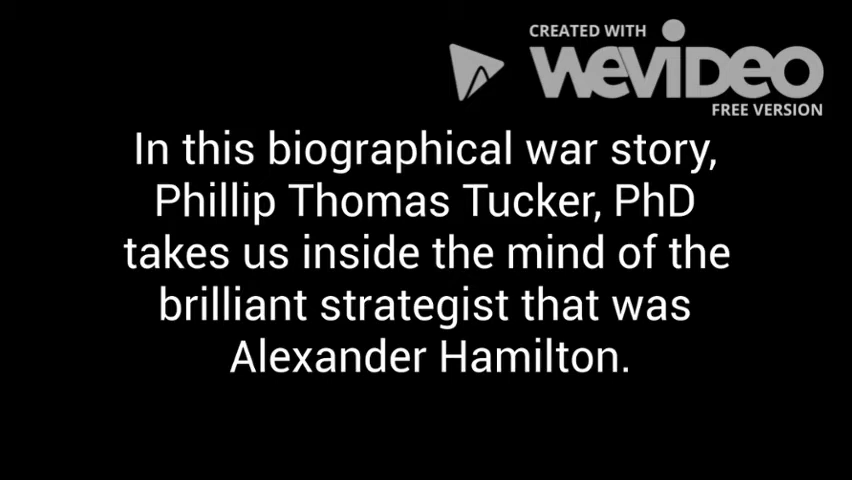 CREATED WITH
WEVIDEO
FREE VERSION
In this biographical war story,
Phillip Thomas Tucker, PhD
takes us inside the mind of the
brilliant strategist that was
Alexander Hamilton.